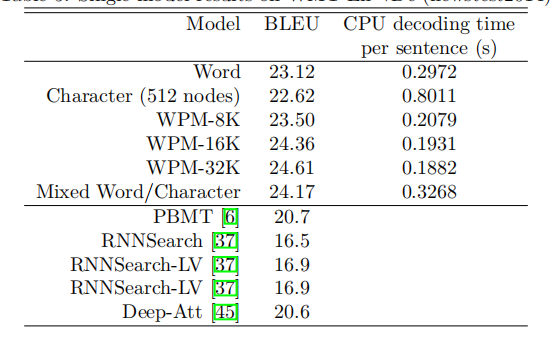 Model BLEU CPU decoding time
per sentence (s)
Word 23.12 0.2972
Character (512 nodes) 22.62 0.8011
WPM-8K 23.50 0.2079
WPM-16K 24.36 0.1931
WPM-32K 24.61 0.1882
Mixed Word/Character 24.17 0.3268
PBMT [6] 20.7
RNNSearch [37] 16.5
RNNSearch-LV [37] 16.9
RNNSearch-LV [37] 16.9
Deep-Att [45] 20.6